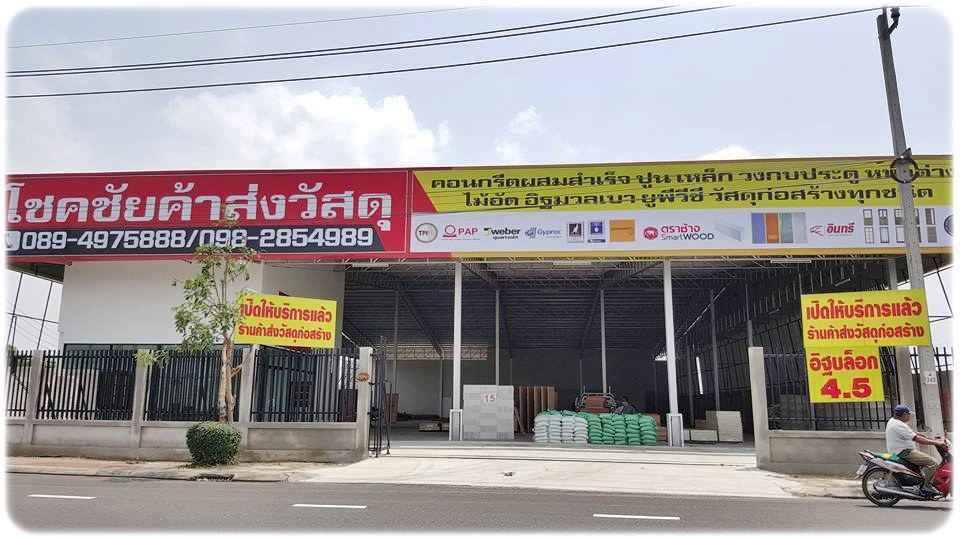 โชคชัยค้าส่งวัสดุ
089-4975888/098-2854989
คอนกรีตผสมสำเร็จ ปูน เหล็ก วงกบประตู หน้าต่าง
ไม้อัด อิฐมวลเบา ยูพีวีซี วัสดุก่อสร้างทุกชนิด
TPI PAP weber Gyproc ตราช้าง อินทรี
quartzolit SmartWOOD
เปิดให้บริการแล้ว
ร้านค้าส่งวัสดุก่อสร้าง
เปิดให้บริการแล้ว
ร้านค้าส่งวัสดุก่อสร้าง
อิฐบล็อก
4.5
15